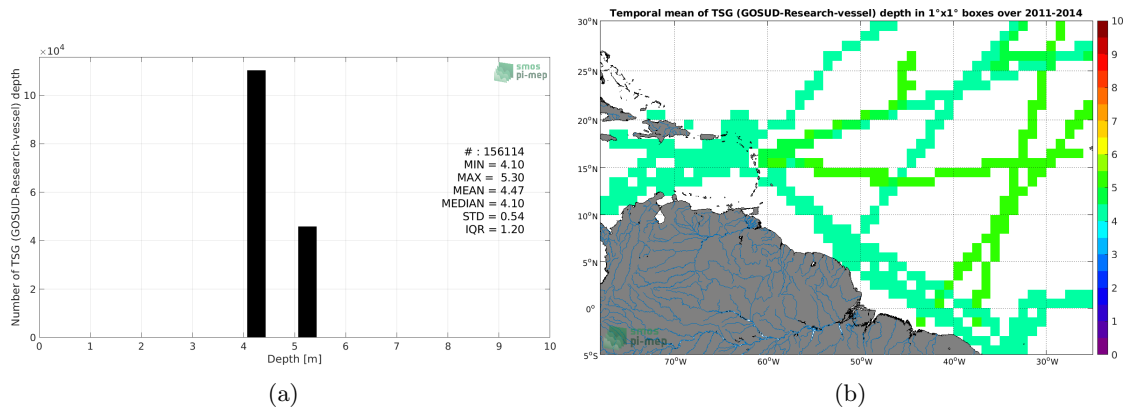 ×10⁴
10
8
6
4
2
0
Number of TSG (GOSUD-Research-vessel) depth
smos
pi-mep
# : 156114
MIN = 4.10
MAX = 5.30
MEAN = 4.47
MEDIAN = 4.10
STD = 0.54
IQR = 1.20
0 1 2 3 4 5 6 7 8 9 10
Depth [m]
(a)
Temporal mean of TSG (GOSUD-Research-vessel) depth in 1°x1° boxes over 2011-2014
30°N
25°N
20°N
15°N
10°N
5°N
0°
5°S
70°W 60°W 50°W 40°W 30°W
smos
pi-mep
10
9
8
7
6
5
4
3
2
1
0
(b)